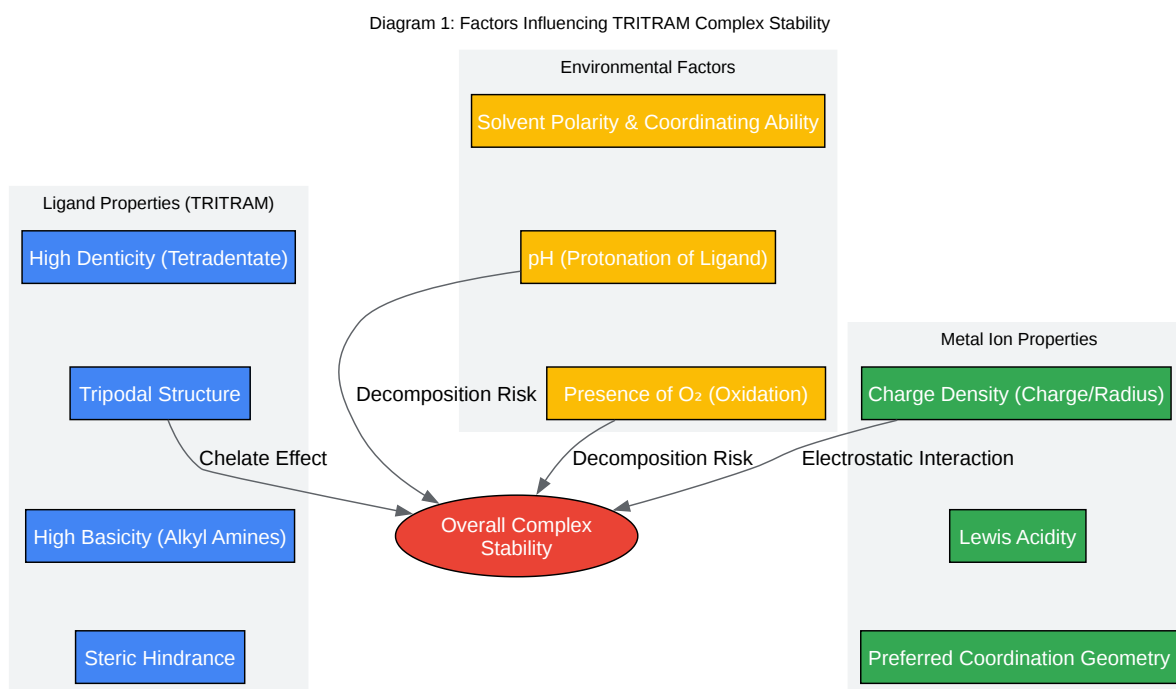 Diagram 1: Factors Influencing TRITRAM Complex Stability
Environmental Factors
Solvent Polarity & Coordinating Ability
pH (Protonation of Ligand)
Presence of O₂ (Oxidation)
Ligand Properties (TRITRAM)
High Denticity (Tetradentate)
Tripodal Structure
High Basicity (Alkyl Amines)
Steric Hindrance
Metal Ion Properties
Charge Density (Charge/Radius)
Lewis Acidity
Preferred Coordination Geometry
Decomposition Risk
Chelate Effect
Decomposition Risk
Electrostatic Interaction
Overall Complex
Stability